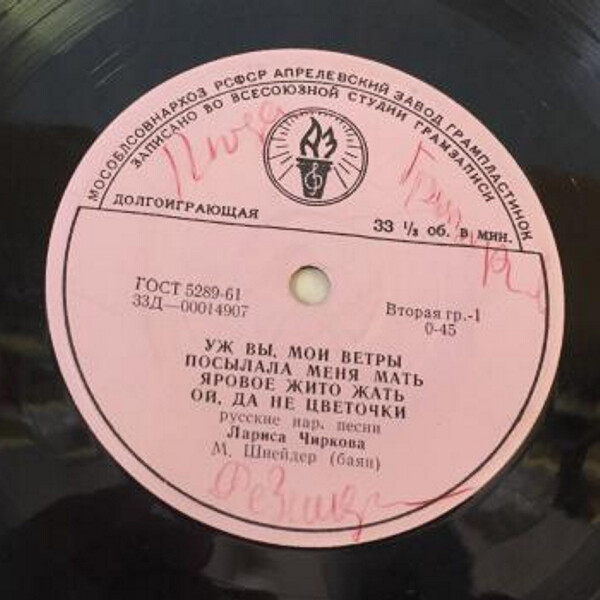 МОСОБЛСОВНАРХОЗ РСФСР АПРЕЛЕВСКИЙ ЗАВОД ГРАМПЛАСТИНОК
ЗАПИСАНО ВО ВСЕСОЮЗНОЙ СТУДИИ ГРАМЗАПИСИ
АЗ
ДОЛГОИГРАЮЩАЯ
33 ⅓ об. в мин.
ГОСТ 5289-61
33Д—00014907
Вторая гр.-1
0-45
УЖ ВЫ, МОИ ВЕТРЫ
ПОСЫЛАЛА МЕНЯ МАТЬ
ЯРОВОЕ ЖИТО ЖАТЬ
ОЙ, ДА НЕ ЦВЕТОЧКИ
русские нар. песни
Лариса Чиркова
М. Шнейдер (баян)